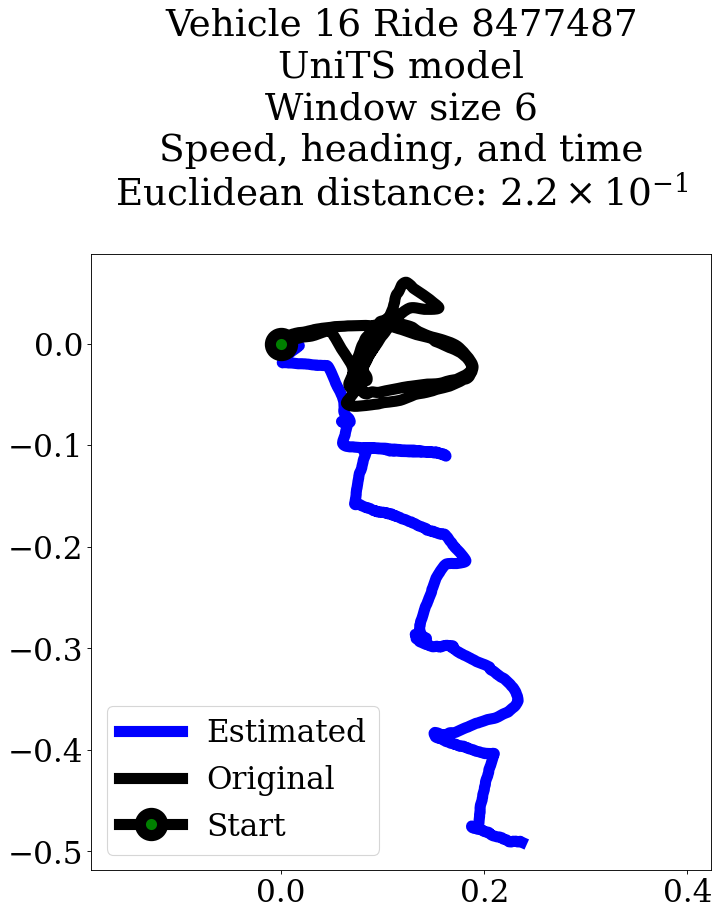 Vehicle 16 Ride 8477487
UniTS model
Window size 6
Speed, heading, and time
Euclidean distance: 2.2 × 10⁻¹
0.0
−0.1
−0.2
−0.3
−0.4
−0.5
Estimated
Original
Start
0.0 0.2 0.4